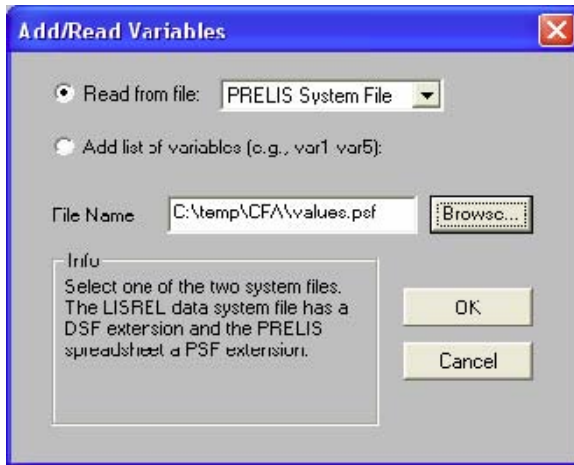 Add/Read Variables
Read from file: PRELIS System File
Add list of variables (e.g., var1-var5):
File Name C:\temp\CFA\values.psf Browse...
Info
Select one of the two system files.
The LISREL data system file has a
DSF extension and the PRELIS
spreadsheet a PSF extension.
OK
Cancel